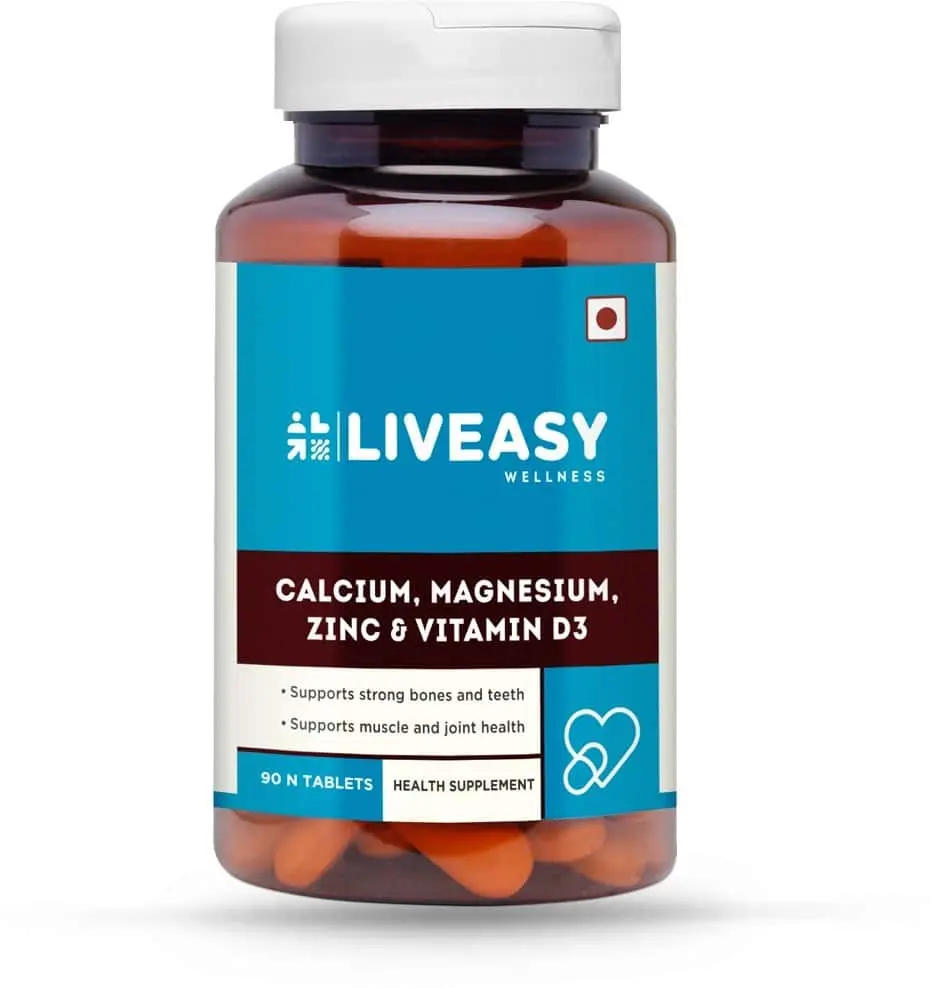 LIVEASY
WELLNESS
CALCIUM, MAGNESIUM,
ZINC & VITAMIN D3
• Supports strong bones and teeth
• Supports muscle and joint health
90 N TABLETS
HEALTH SUPPLEMENT